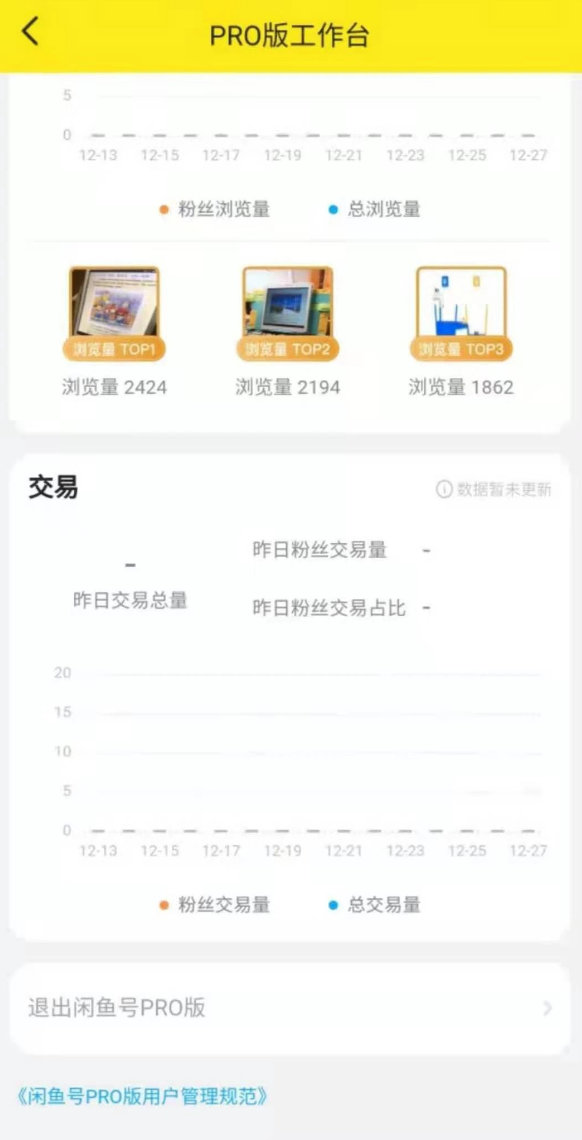 PRO版工作台
5
0
12-13 12-15 12-17 12-19 12-21 12-23 12-25 12-27
粉丝浏览量 总浏览量
浏览量 TOP1 浏览量 TOP2 浏览量 TOP3
浏览量 2424 浏览量 2194 浏览量 1862
交易 数据暂未更新
昨日粉丝交易量 -
-
昨日交易总量
昨日粉丝交易占比 -
20
15
10
5
0
12-13 12-15 12-17 12-19 12-21 12-23 12-25 12-27
粉丝交易量 总交易量
退出闲鱼号PRO版
《闲鱼号PRO版用户管理规范》